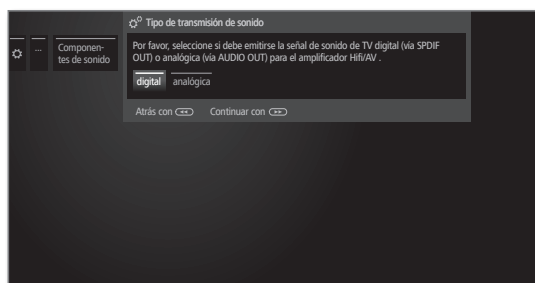 Tipo de transmisión de sonido
...
Componen-
tes de sonido
Por favor, seleccione si debe emitirse la señal de sonido de TV digital (via SPDIF
OUT) o analógica (vía AUDIO OUT) para el amplificador Hifi/AV .
digital analógica
Atrás con Continuar con